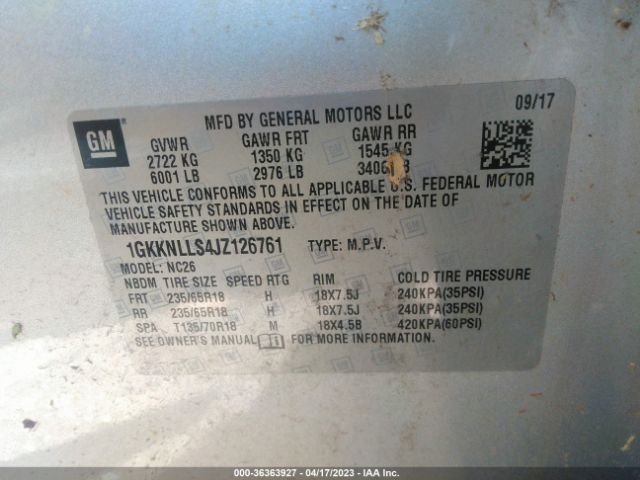 GM
MFD BY GENERAL MOTORS LLC 09/17
GVWR GAWR FRT GAWR RR
2722 KG 1350 KG 1545 KG
6001 LB 2976 LB 3406 LB
THIS VEHICLE CONFORMS TO ALL APPLICABLE U.S. FEDERAL MOTOR
VEHICLE SAFETY STANDARDS IN EFFECT ON THE DATE OF
MANUFACTURE SHOWN ABOVE.
1GKKNLLS4JZ126761 TYPE: M.P.V.
MODEL: NC26
NBDM TIRE SIZE SPEED RTG RIM COLD TIRE PRESSURE
FRT 235/65R18 H 18X7.5J 240KPA(35PSI)
RR 235/65R18 H 18X7.5J 240KPA(35PSI)
SPA T135/70R18 M 18X4.5B 420KPA(60PSI)
SEE OWNER'S MANUAL FOR MORE INFORMATION.
000-36363927 - 04/17/2023 - IAA Inc.